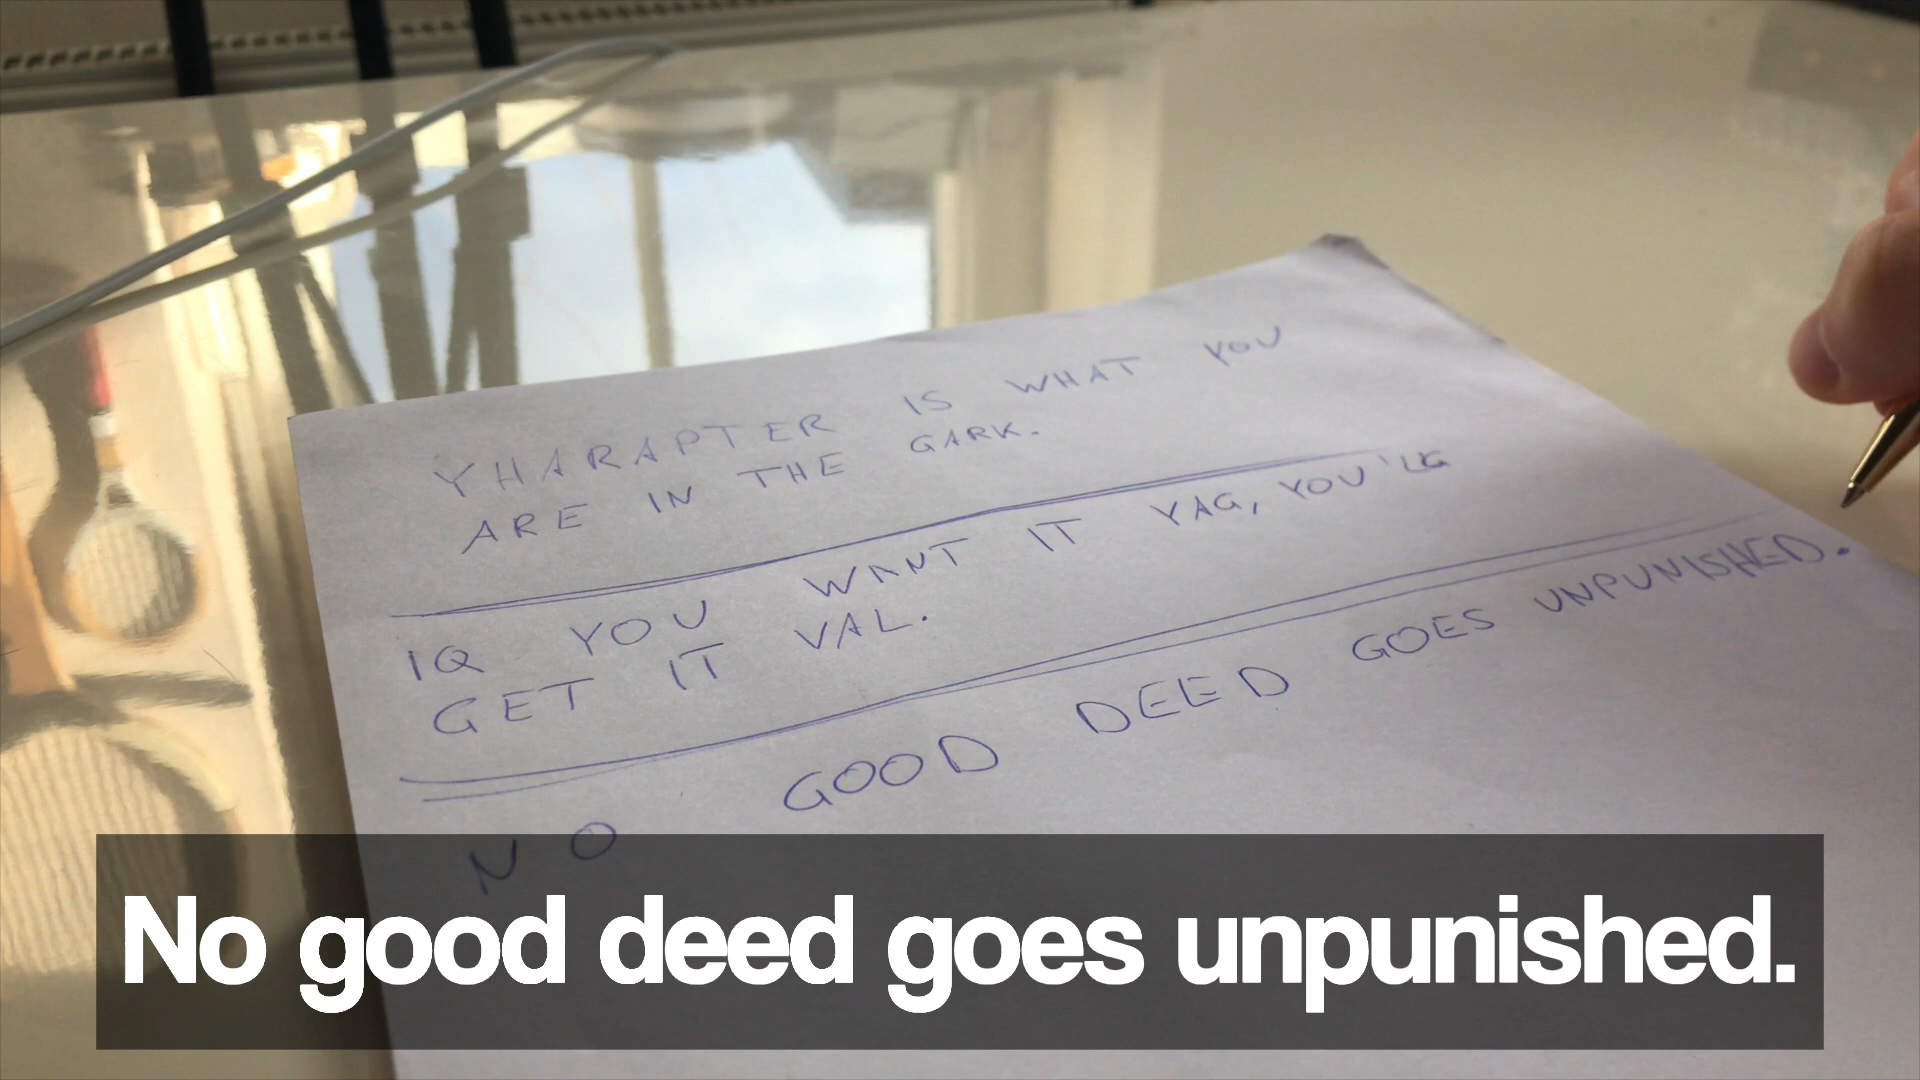 YHARAPTER IS WHAT YOU
ARE IN THE GARK.
IQ YOU WANT IT YAG, YOU'LG
GET IT VAL.
NO GOOD DEED GOES UNPUNISHED.
No good deed goes unpunished.